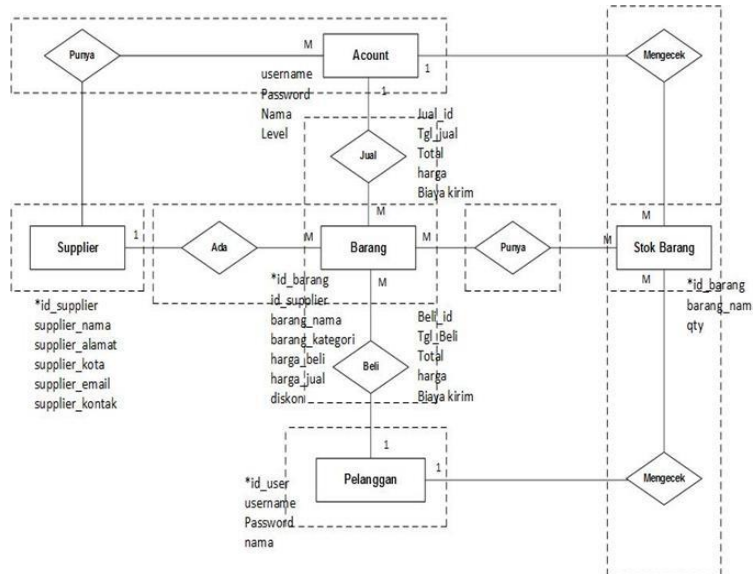 Punya
M
Acount
1
Mengecek
username
Password
Nama
Level
1
Jual_id
Tgl_jual
Total
harga
Biaya kirim
Jual
M
M
Supplier
1
Ada
M
Barang
M
Punya
M
Stok Barang
*id_supplier
supplier_nama
supplier_alamat
supplier_kota
supplier_email
supplier_kontak
*id_barang
id_supplier
barang_nama
barang_kategori
harga_beli
harga_jual
diskon
M
Beli_id
Tgl_Beli
Total
harga
Biaya kirim
M
*id_barang
barang_nam
qty
Beli
1
*id_user
username
Password
nama
Pelanggan
1
Mengecek